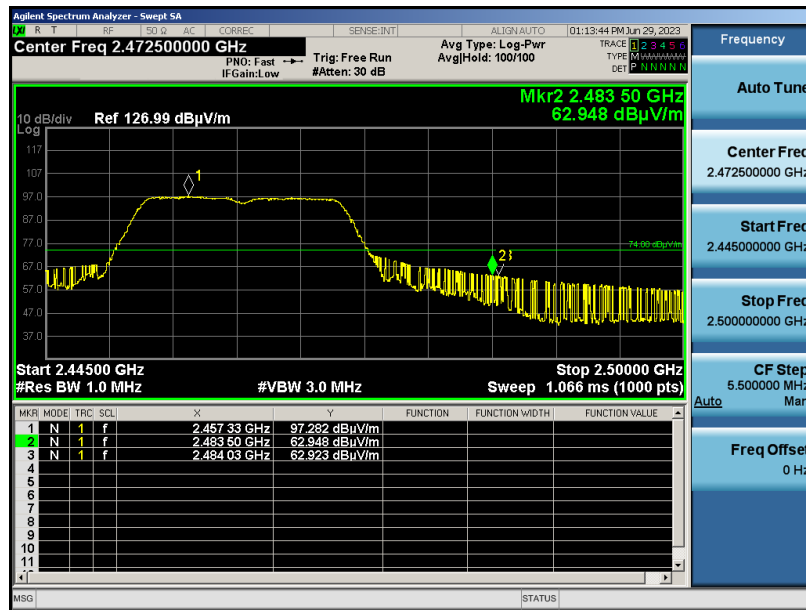 Agilent Spectrum Analyzer - Swept SA
LXI R T RF 50 Ω AC CORREC SENSE:INT ALIGN AUTO 01:13:44 PM Jun 29, 2023
Center Freq 2.472500000 GHz
PNO: Fast
IFGain:Low
Trig: Free Run
#Atten: 30 dB
Avg Type: Log-Pwr
Avg|Hold: 100/100
TRACE 1 2 3 4 5 6
TYPE M
DET P N N N N N
Mkr2 2.483 50 GHz
62.948 dBµV/m
10 dB/div Ref 126.99 dBµV/m
Log
117
107
97.0
87.0
77.0
67.0
57.0
47.0
37.0
1
2
74.00 dBµV/m
Start 2.44500 GHz Stop 2.50000 GHz
#Res BW 1.0 MHz #VBW 3.0 MHz Sweep 1.066 ms (1000 pts)
MKR MODE TRC SCL X Y FUNCTION FUNCTION WIDTH FUNCTION VALUE
1 N 1 f 2.457 33 GHz 97.282 dBµV/m
2 N 1 f 2.483 50 GHz 62.948 dBµV/m
3 N 1 f 2.484 03 GHz 62.923 dBµV/m
4
5
6
7
8
9
10
11
MSG STATUS
Frequency
Auto Tune
Center Freq
2.472500000 GHz
Start Freq
2.445000000 GHz
Stop Freq
2.500000000 GHz
CF Step
5.500000 MHz
Auto Man
Freq Offset
0 Hz